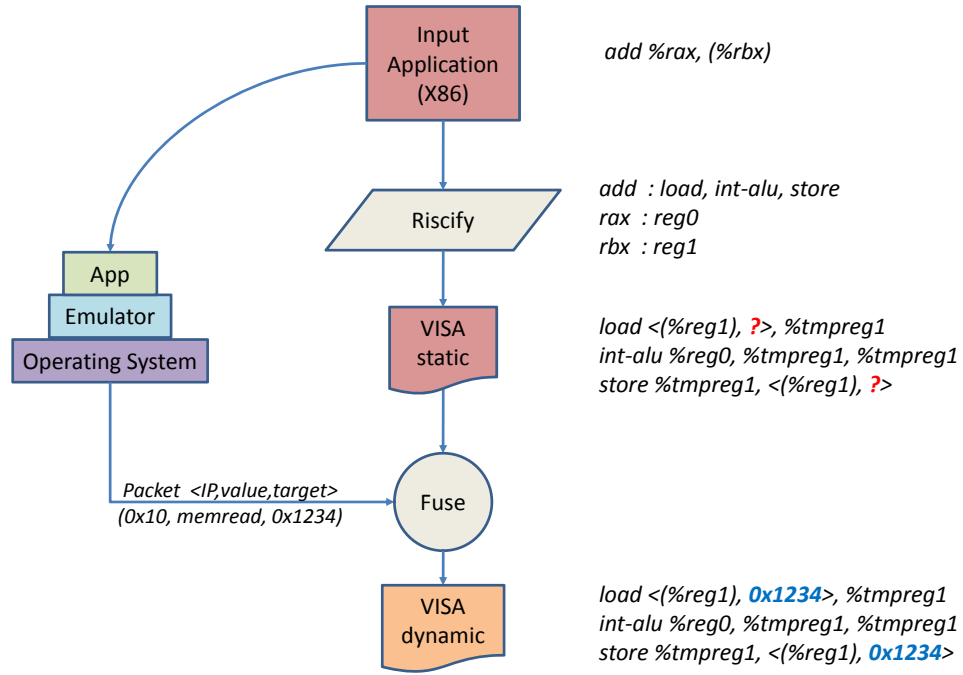 Input
Application
(X86)
add %rax, (%rbx)
Riscify
add : load, int-alu, store
rax : reg0
rbx : reg1
App
Emulator
Operating System
VISA
static
load <(%reg1), ?>, %tmpreg1
int-alu %reg0, %tmpreg1, %tmpreg1
store %tmpreg1, <(%reg1), ?>
Packet <IP,value,target>
(0x10, memread, 0x1234)
Fuse
VISA
dynamic
load <(%reg1), 0x1234>, %tmpreg1
int-alu %reg0, %tmpreg1, %tmpreg1
store %tmpreg1, <(%reg1), 0x1234>